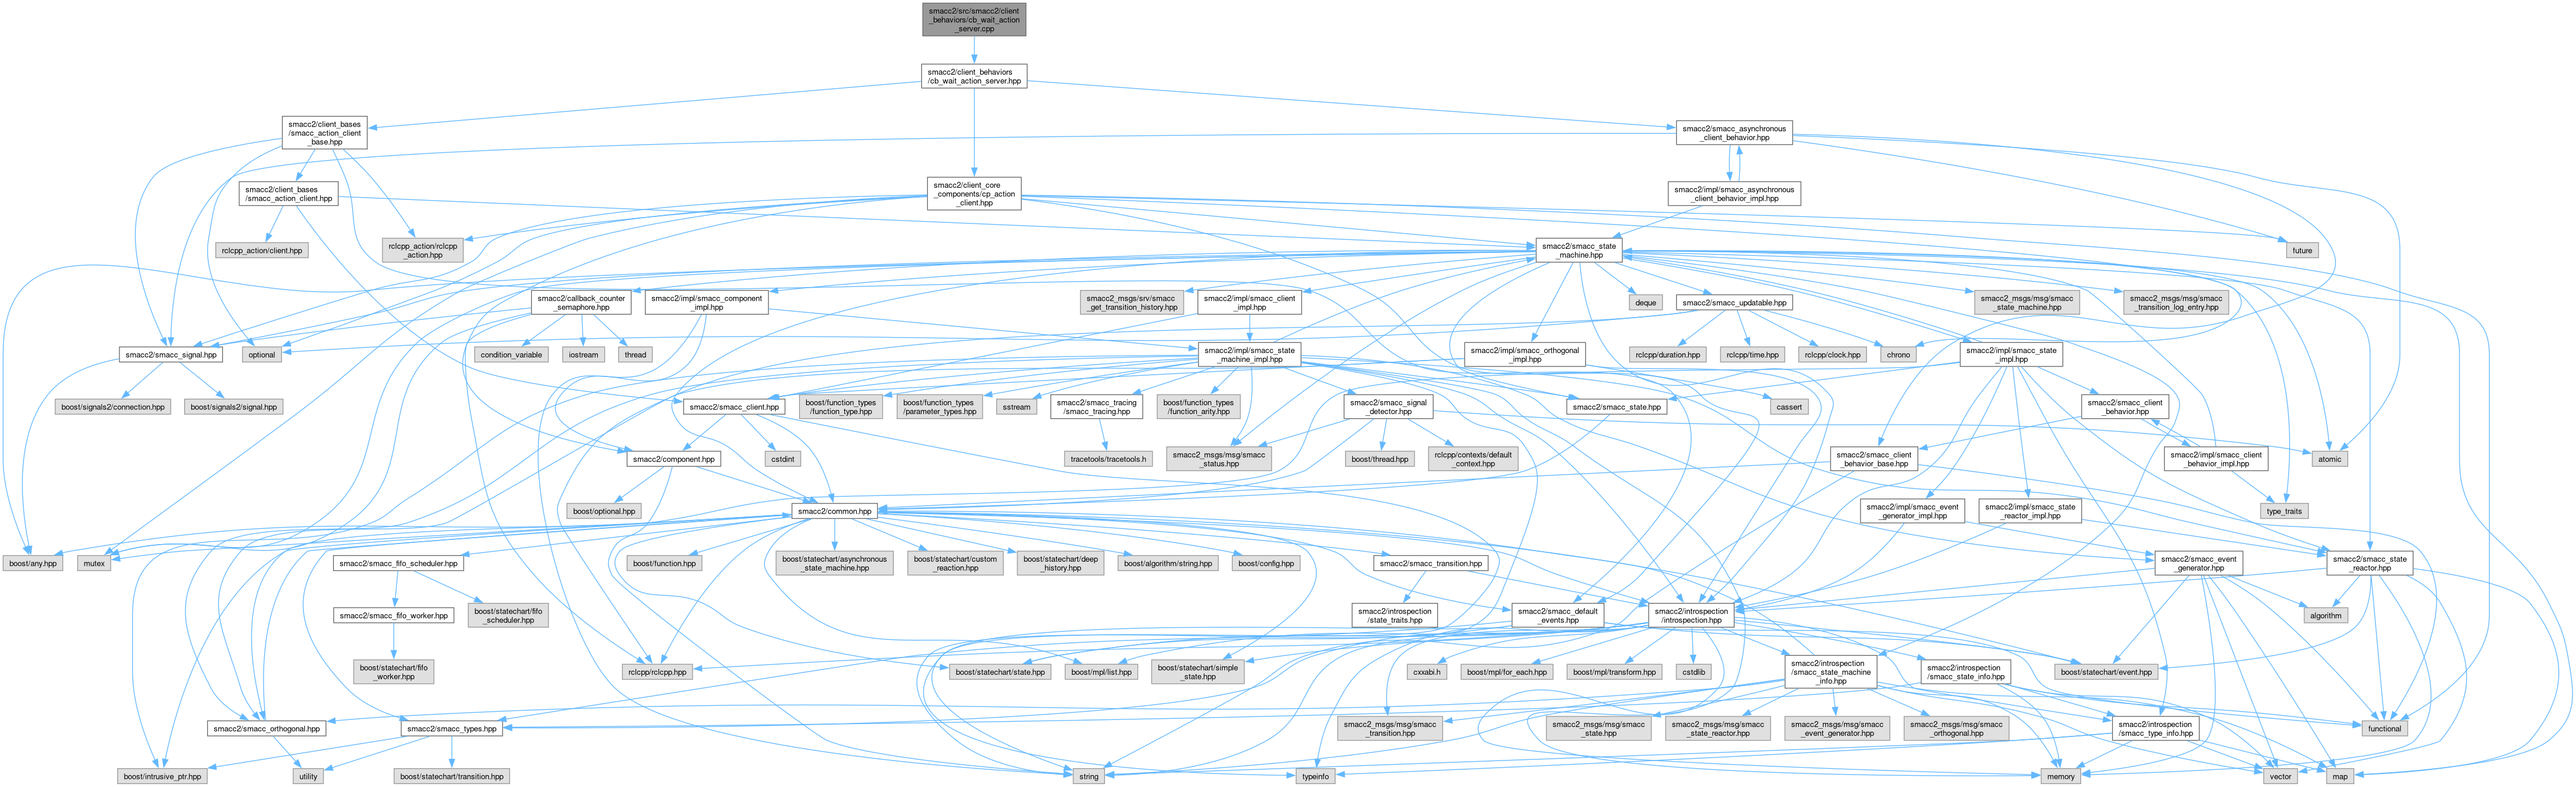 smacc2/src/smacc2/client
_behaviors/cb_wait_action
_server.cpp
smacc2/client_behaviors
/cb_wait_action_server.hpp
smacc2/client_bases
/smacc_action_client
_base.hpp
smacc2/smacc_asynchronous
_client_behavior.hpp
smacc2/client_bases
/smacc_action_client.hpp
smacc2/client_core
_components/cp_action
_client.hpp
smacc2/impl/smacc_asynchronous
_client_behavior_impl.hpp
rclcpp_action/client.hpp
rclcpp_action/rclcpp
_action.hpp
smacc2/smacc_state
_machine.hpp
future
smacc2/callback_counter
_semaphore.hpp
smacc2/impl/smacc_component
_impl.hpp
smacc2_msgs/srv/smacc
_get_transition_history.hpp
smacc2/impl/smacc_client
_impl.hpp
deque
smacc2/smacc_updatable.hpp
smacc2_msgs/msg/smacc
_state_machine.hpp
smacc2_msgs/msg/smacc
_transition_log_entry.hpp
smacc2/smacc_signal.hpp
optional
condition_variable
iostream
thread
smacc2/impl/smacc_state
_machine_impl.hpp
smacc2/impl/smacc_orthogonal
_impl.hpp
rclcpp/duration.hpp
rclcpp/time.hpp
rclcpp/clock.hpp
chrono
smacc2/impl/smacc_state
_impl.hpp
boost/signals2/connection.hpp
boost/signals2/signal.hpp
smacc2/smacc_client.hpp
boost/function_types
/function_type.hpp
boost/function_types
/parameter_types.hpp
sstream
smacc2/smacc_tracing
/smacc_tracing.hpp
boost/function_types
/function_arity.hpp
smacc2/smacc_signal
_detector.hpp
smacc2/smacc_state.hpp
cassert
smacc2/smacc_client
_behavior.hpp
smacc2/component.hpp
cstdint
tracetools/tracetools.h
smacc2_msgs/msg/smacc
_status.hpp
boost/thread.hpp
rclcpp/contexts/default
_context.hpp
smacc2/smacc_client
_behavior_base.hpp
smacc2/impl/smacc_client
_behavior_impl.hpp
atomic
boost/optional.hpp
smacc2/common.hpp
smacc2/impl/smacc_event
_generator_impl.hpp
smacc2/impl/smacc_state
_reactor_impl.hpp
type_traits
boost/any.hpp
mutex
smacc2/smacc_fifo_scheduler.hpp
boost/function.hpp
boost/statechart/asynchronous
_state_machine.hpp
boost/statechart/custom
_reaction.hpp
boost/statechart/deep
_history.hpp
boost/algorithm/string.hpp
boost/config.hpp
smacc2/smacc_transition.hpp
smacc2/smacc_event
_generator.hpp
smacc2/smacc_state
_reactor.hpp
smacc2/smacc_fifo_worker.hpp
boost/statechart/fifo
_scheduler.hpp
smacc2/introspection
/state_traits.hpp
smacc2/smacc_default
_events.hpp
smacc2/introspection
/introspection.hpp
algorithm
boost/statechart/fifo
_worker.hpp
rclcpp/rclcpp.hpp
boost/statechart/state.hpp
boost/mpl/list.hpp
boost/statechart/simple
_state.hpp
cxxabi.h
boost/mpl/for_each.hpp
boost/mpl/transform.hpp
cstdlib
smacc2/introspection
/smacc_state_machine
_info.hpp
smacc2/introspection
/smacc_state_info.hpp
boost/statechart/event.hpp
smacc2/smacc_orthogonal.hpp
smacc2/smacc_types.hpp
smacc2_msgs/msg/smacc
_transition.hpp
smacc2_msgs/msg/smacc
_state.hpp
smacc2_msgs/msg/smacc
_state_reactor.hpp
smacc2_msgs/msg/smacc
_event_generator.hpp
smacc2_msgs/msg/smacc
_orthogonal.hpp
smacc2/introspection
/smacc_type_info.hpp
functional
boost/intrusive_ptr.hpp
utility
boost/statechart/transition.hpp
string
typeinfo
memory
vector
map